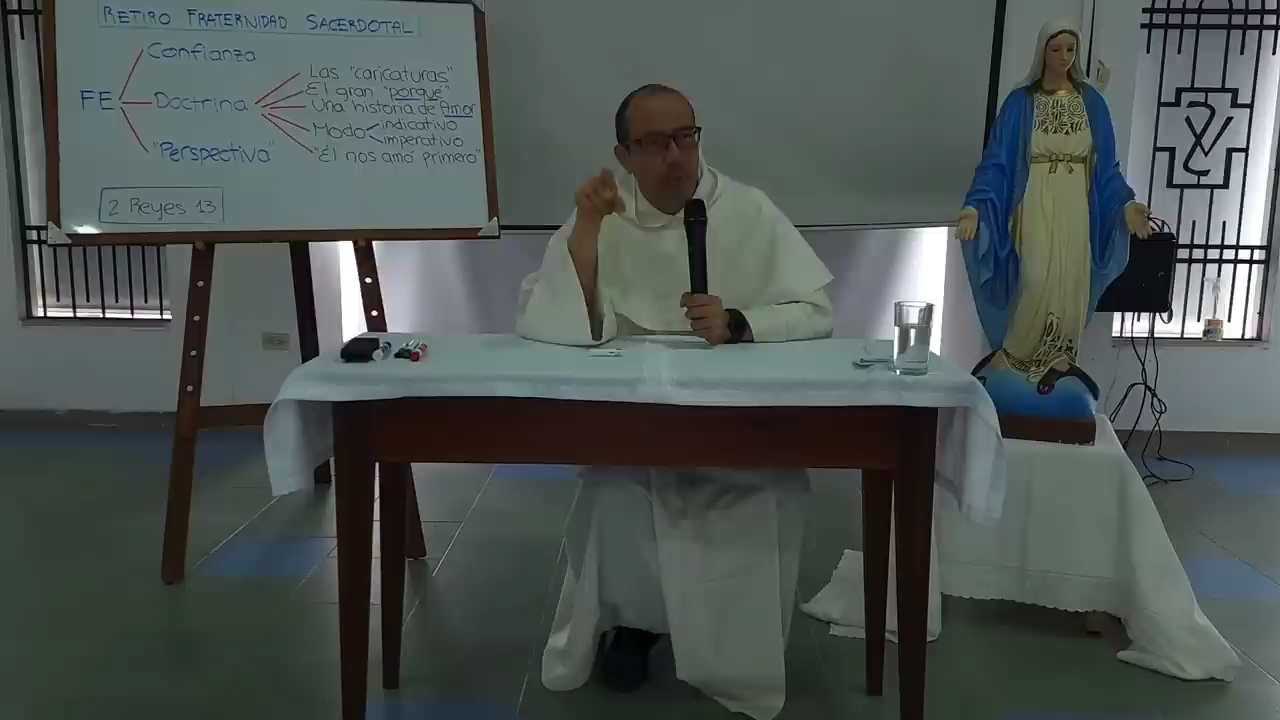 RETIRO FRATERNIDAD SACERDOTAL
Confianza
FE
Doctrina
"Perspectiva"
Las "caricaturas"
El gran "porqué"
Una historia de Amor
Modo indicativo
imperativo
"Él nos amó primero"
2 Reyes 13